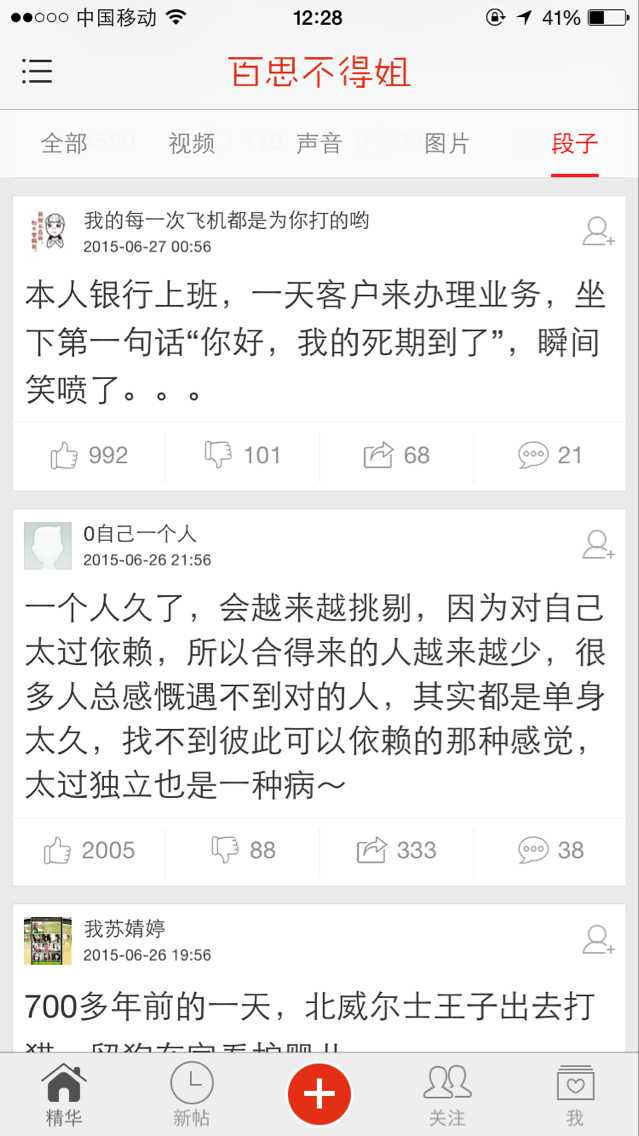 中国移动 12:28 41%
百思不得姐
全部 视频 声音 图片 段子
我的每一次飞机都是为你打的哟
2015-06-27 00:56
本人银行上班，一天客户来办理业务，坐
下第一句话“你好，我的死期到了”，瞬间
笑喷了。。。
992 101 68 21
0自己一个人
2015-06-26 21:56
一个人久了，会越来越挑剔，因为对自己
太过依赖，所以合得来的人越来越少，很
多人总感慨遇不到对的人，其实都是单身
太久，找不到彼此可以依赖的那种感觉，
太过独立也是一种病～
2005 88 333 38
我苏婧婷
2015-06-26 19:56
700多年前的一天，北威尔士王子出去打
猎，留狗在家看护婴儿
精华 新帖 关注 我